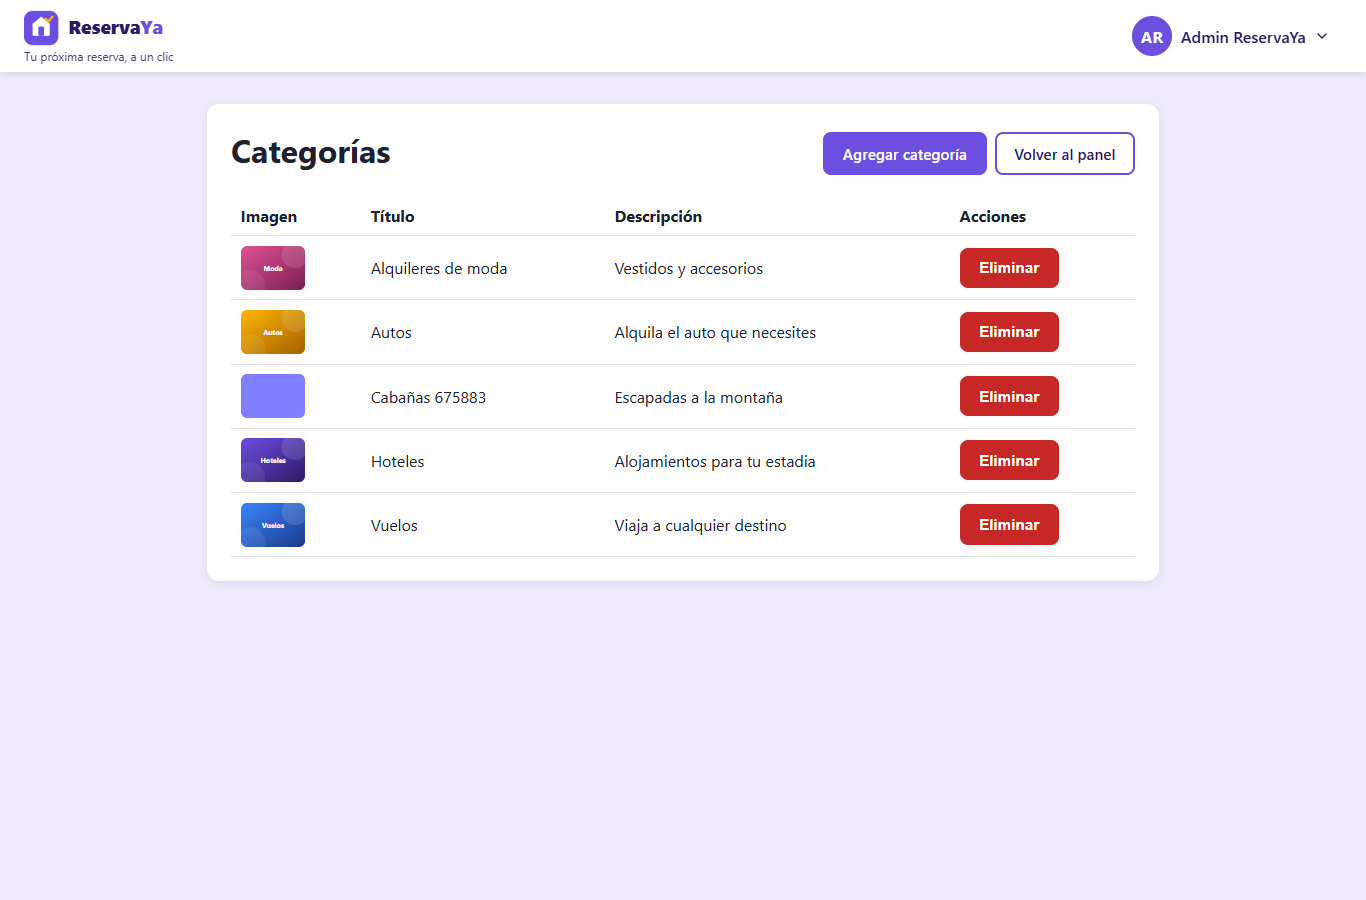 ReservaYa
Tu próxima reserva, a un clic
AR Admin ReservaYa
Categorías
Agregar categoría Volver al panel
Imagen Título Descripción Acciones
Moda Alquileres de moda Vestidos y accesorios Eliminar
Autos Autos Alquila el auto que necesites Eliminar
Cabañas 675883 Escapadas a la montaña Eliminar
Hoteles Hoteles Alojamientos para tu estadia Eliminar
Vuelos Vuelos Viaja a cualquier destino Eliminar